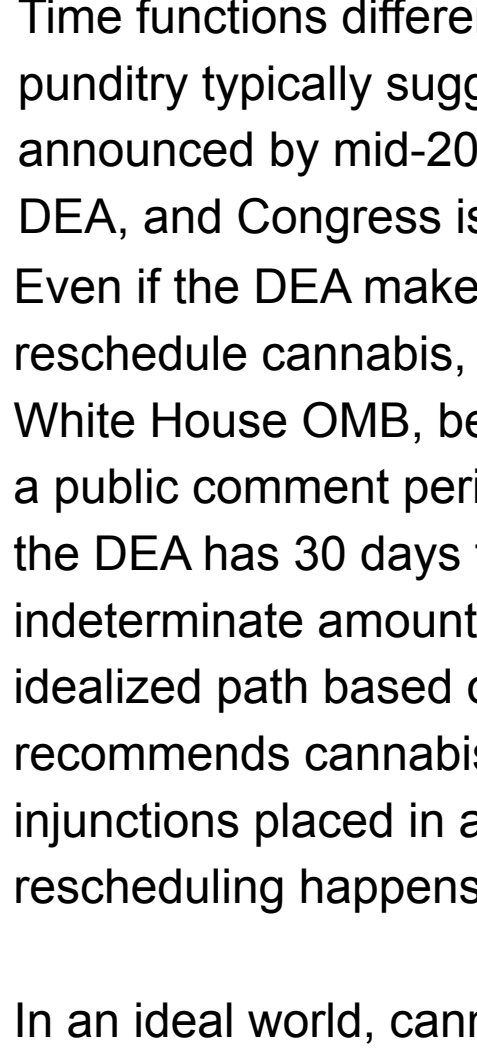 Time functions differe
punditry typically sugg
announced by mid-20
DEA, and Congress is
Even if the DEA make
reschedule cannabis,
White House OMB, be
a public comment peri
the DEA has 30 days
indeterminate amount
idealized path based
recommends cannabis
injunctions placed in a
rescheduling happens

In an ideal world, cann